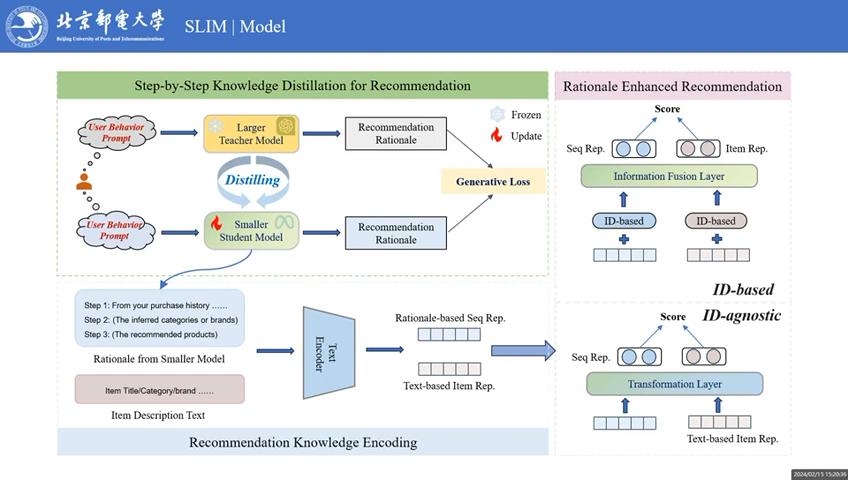 北京郵電大學
Beijing University of Posts and Telecommunications
SLIM | Model
Step-by-Step Knowledge Distillation for Recommendation
User Behavior
Prompt
Larger
Teacher Model
Recommendation
Rationale
Frozen
Update
Distilling
Generative Loss
User Behavior
Prompt
Smaller
Student Model
Recommendation
Rationale
Step 1: From your purchase history ……
Step 2: (The inferred categories or brands)
Step 3: (The recommended products)
Rationale from Smaller Model
Item Title/Category/brand ……
Item Description Text
Text
Encoder
Rationale-based Seq Rep.
Text-based Item Rep.
Recommendation Knowledge Encoding
Rationale Enhanced Recommendation
Score
Seq Rep.
Item Rep.
Information Fusion Layer
ID-based
ID-based
ID-based
ID-agnostic
Score
Seq Rep.
Transformation Layer
Text-based Item Rep.
2024/02/15 15:20:36